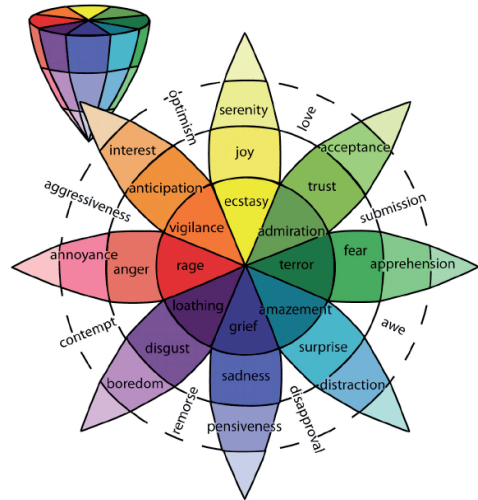 optimism
serenity
love
interest
joy
acceptance
anticipation
trust
aggressiveness
ecstasy
submission
vigilance
admiration
annoyance
anger
rage
terror
fear
apprehension
loathing
amazement
contempt
grief
awe
disgust
surprise
boredom
sadness
distraction
remorse
pensiveness
disapproval